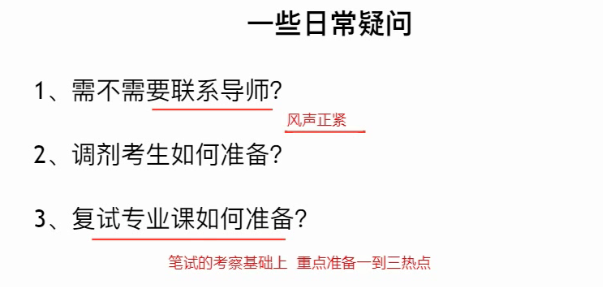 一些日常疑问
1、需不需要联系导师?
风声正紧
2、调剂考生如何准备?
3、复试专业课如何准备?
笔试的考察基础上 重点准备一到三热点